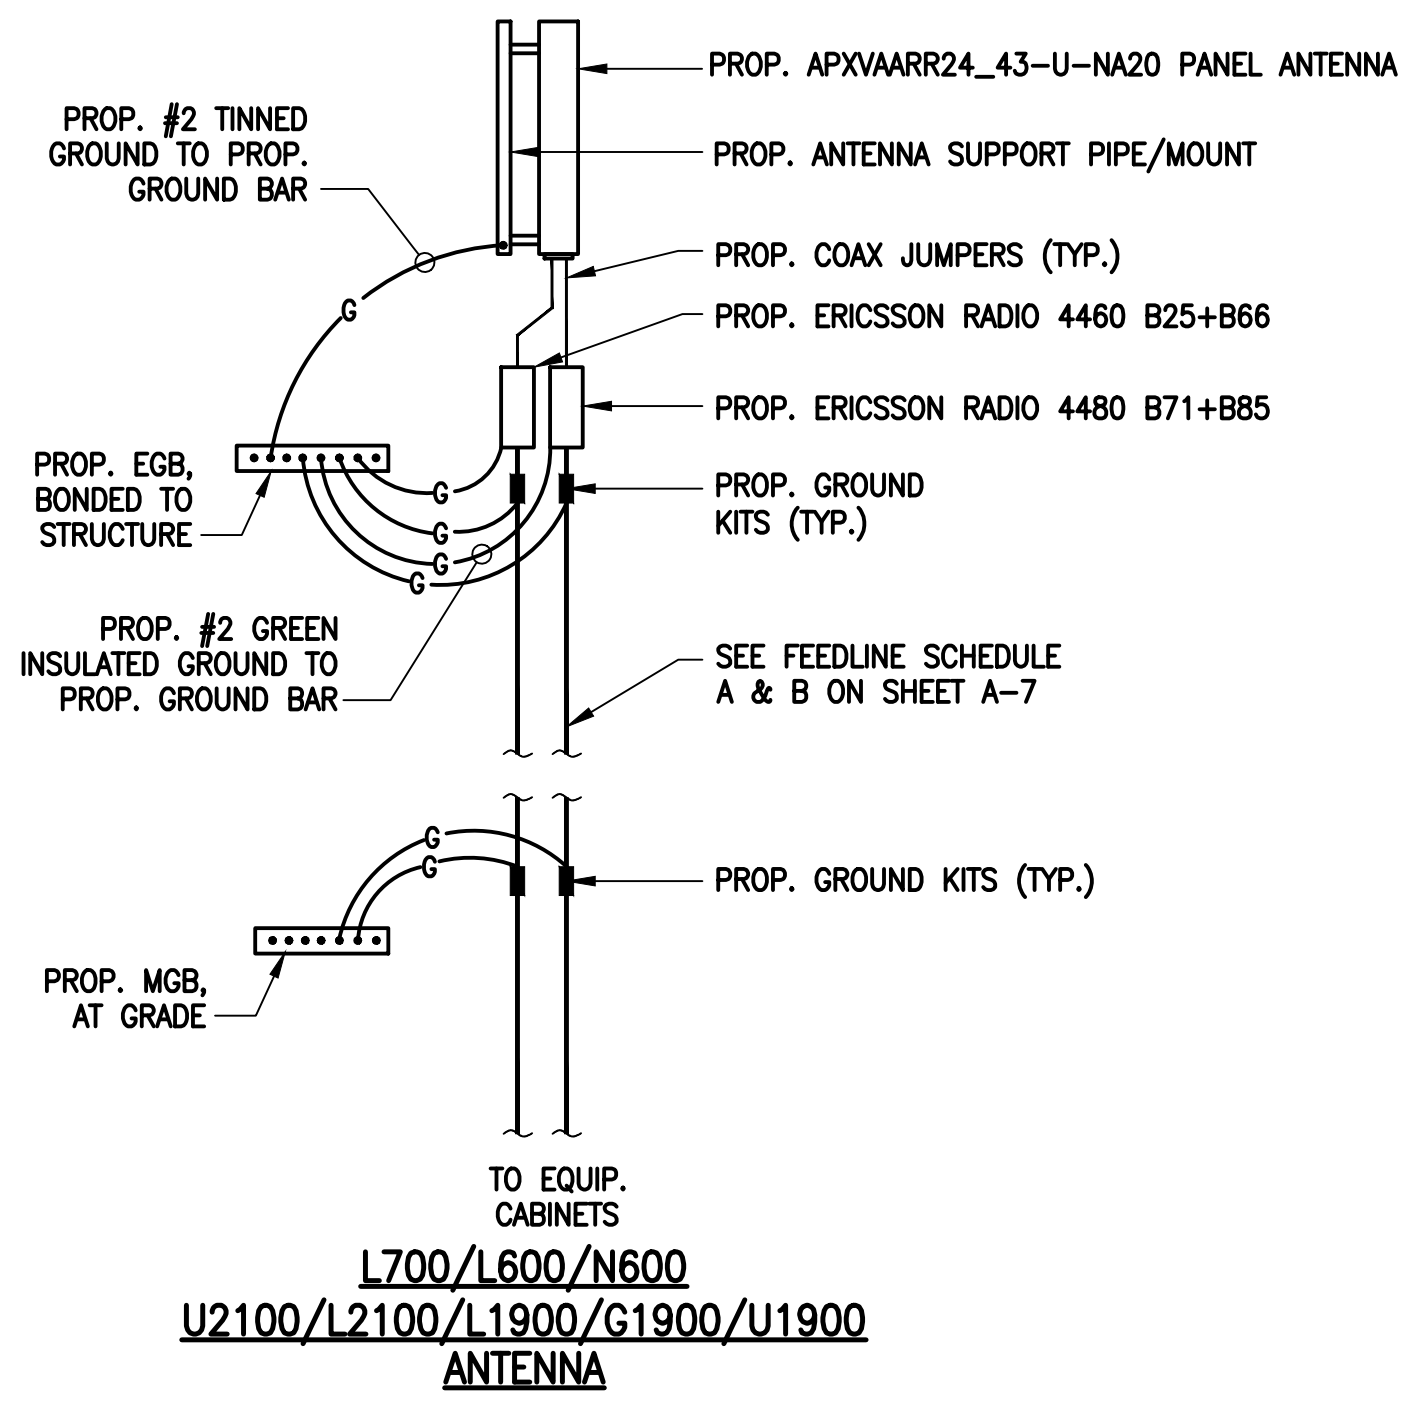 PROP. APXVAARR24_43-U-NA20 PANEL ANTENNA
PROP. #2 TINNED
GROUND TO PROP.
GROUND BAR
PROP. ANTENNA SUPPORT PIPE/MOUNT
PROP. COAX JUMPERS (TYP.)
G
PROP. ERICSSON RADIO 4460 B25+B66
PROP. ERICSSON RADIO 4480 B71+B85
PROP. EGB,
BONDED TO
STRUCTURE
G
G
G
G
PROP. GROUND
KITS (TYP.)
PROP. #2 GREEN
INSULATED GROUND TO
PROP. GROUND BAR
SEE FEEDLINE SCHEDULE
A & B ON SHEET A-7
G
G
PROP. GROUND KITS (TYP.)
PROP. MGB,
AT GRADE
TO EQUIP.
CABINETS
L700/L600/N600
U2100/L2100/L1900/G1900/U1900
ANTENNA